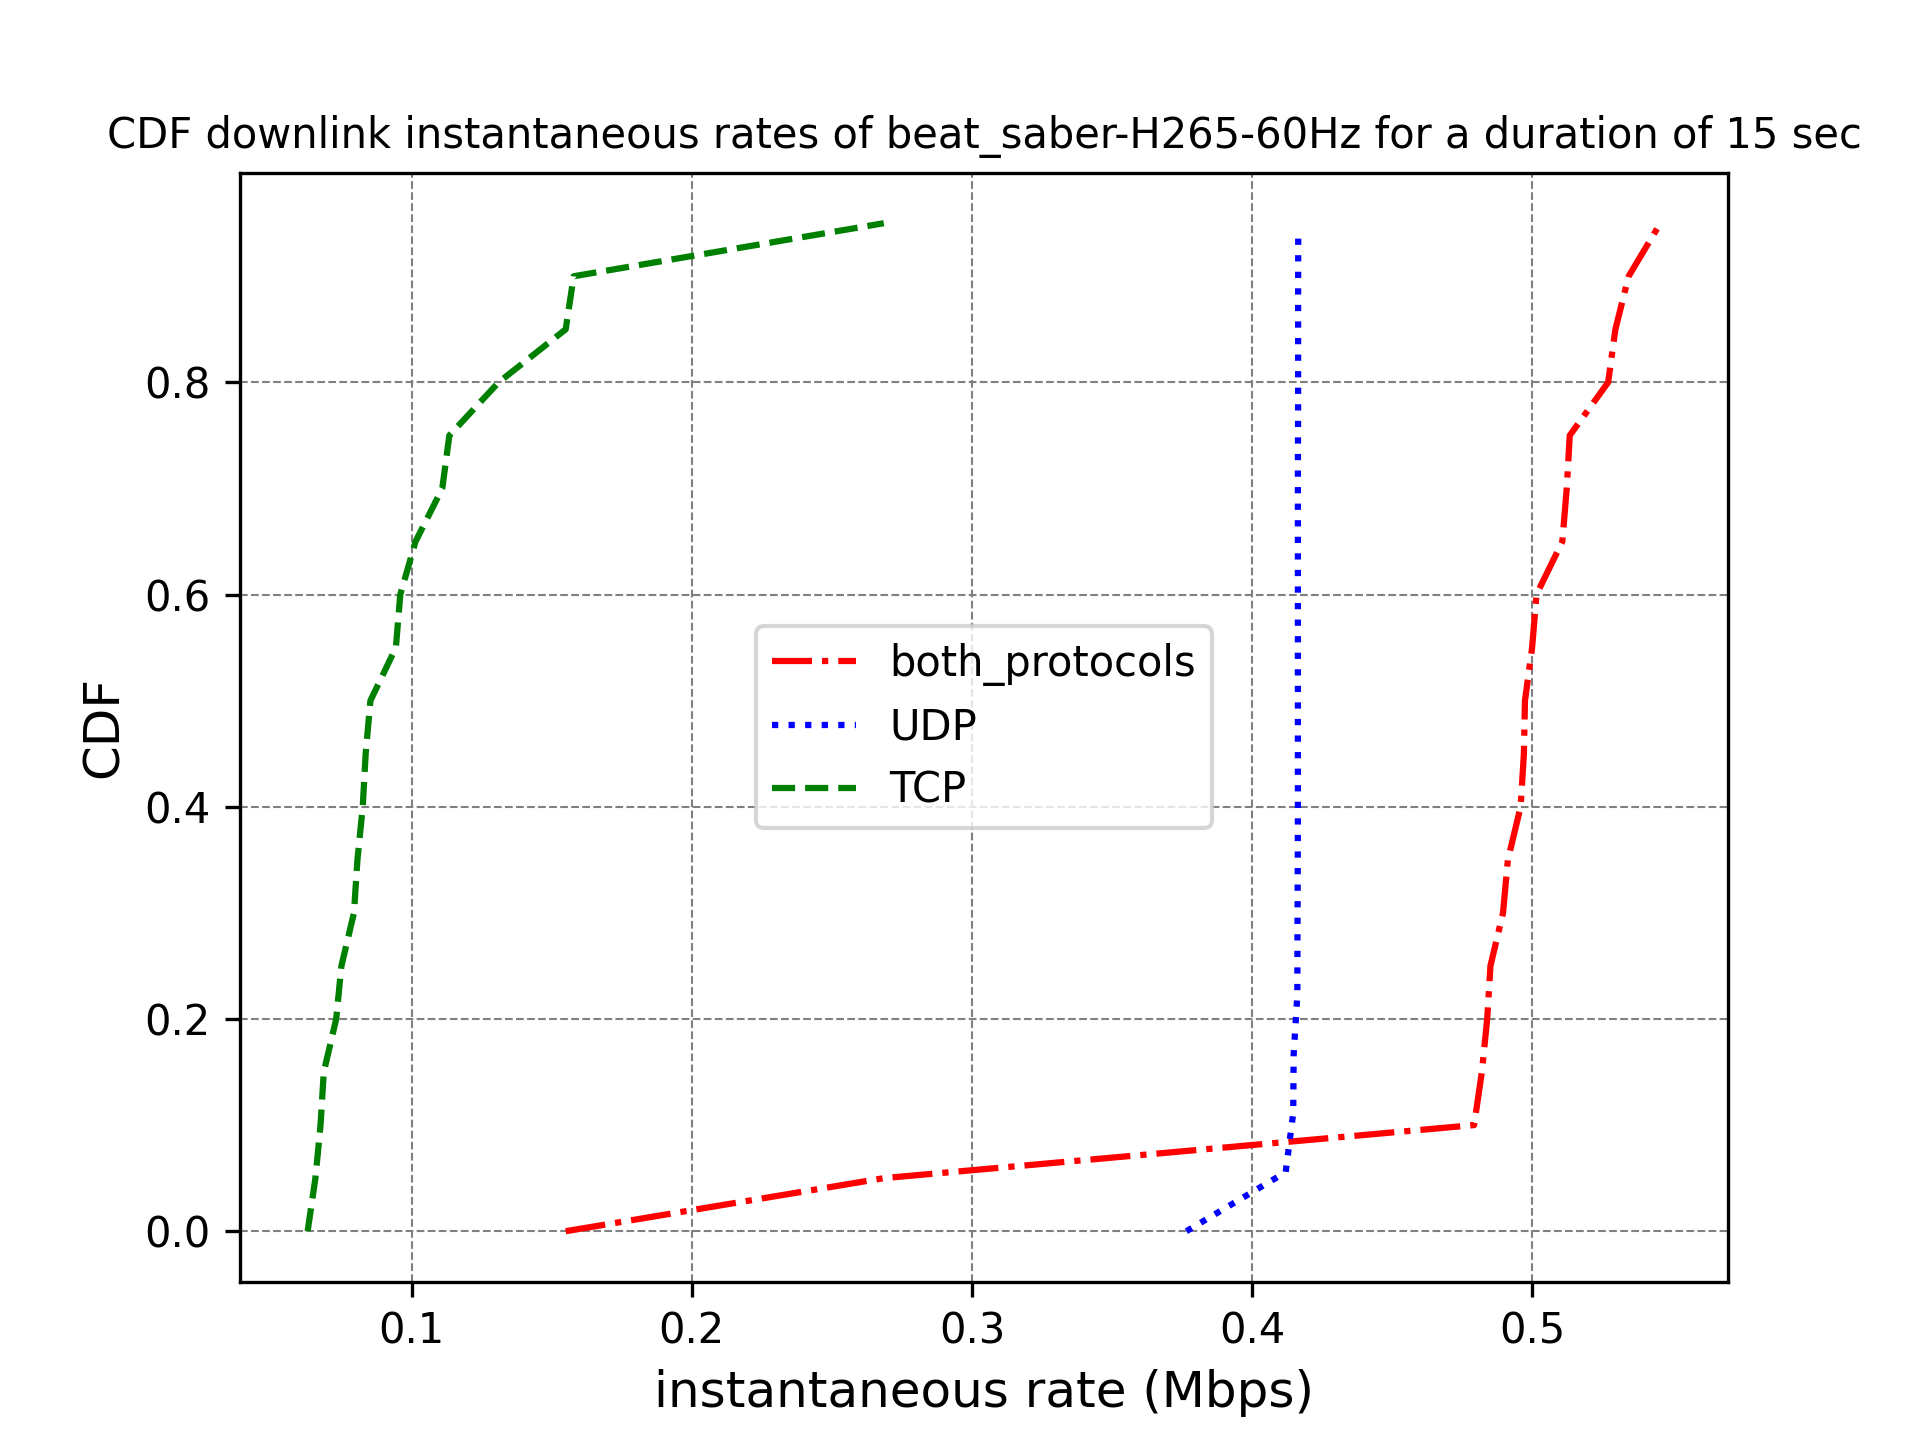 CDF downlink instantaneous rates of beat_saber-H265-60Hz for a duration of 15 sec
CDF
0.8
0.6
0.4
0.2
0.0
both_protocols
UDP
TCP
0.1 0.2 0.3 0.4 0.5
instantaneous rate (Mbps)